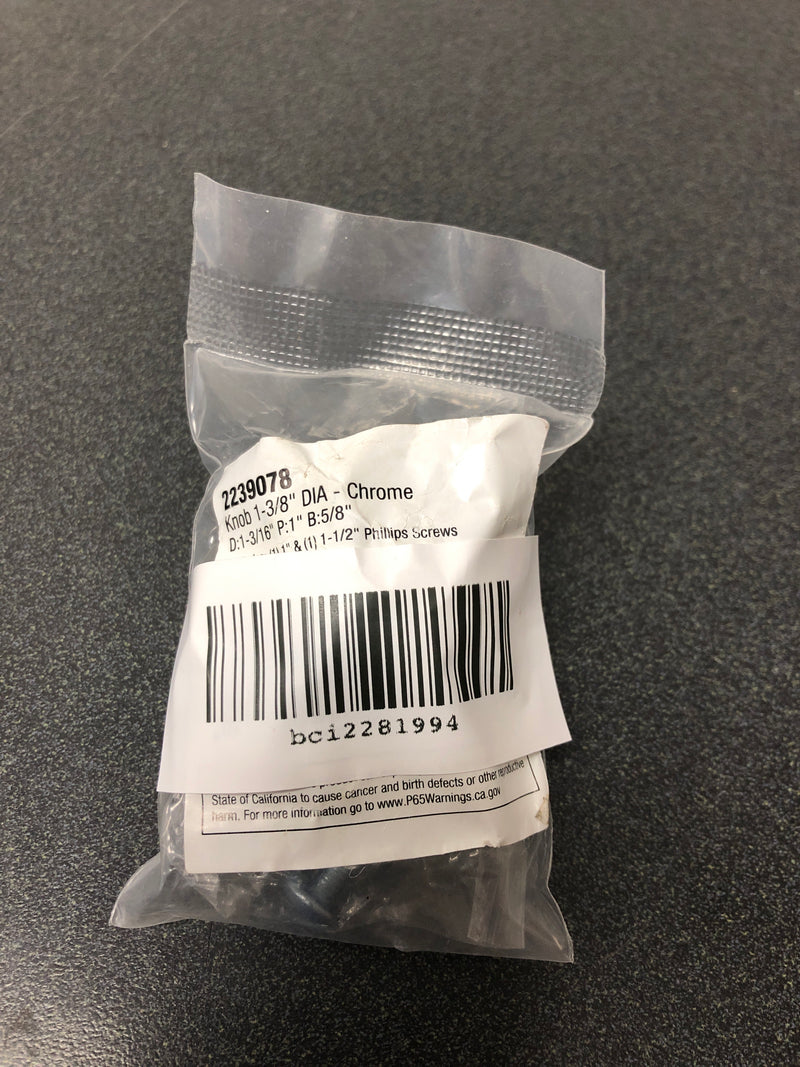 2239078
Knob 1-3/8" DIA - Chrome
D:1-3/16" P:1" B:5/8"
1" & (1) 1-1/2" Phillips Screws
bci2281994
State of California to cause cancer and birth defects or other reproductive
harm. For more information go to www.P65Warnings.ca.gov